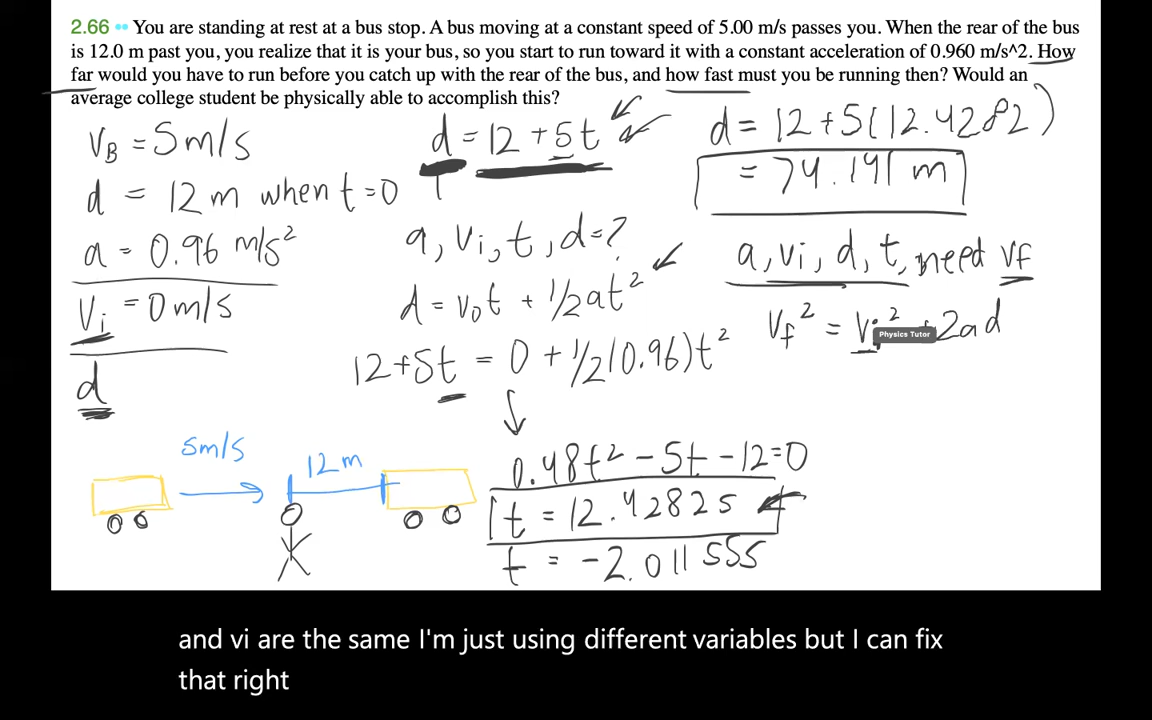 2.66 •• You are standing at rest at a bus stop. A bus moving at a constant speed of 5.00 m/s passes you. When the rear of the bus
is 12.0 m past you, you realize that it is your bus, so you start to run toward it with a constant acceleration of 0.960 m/s^2. How
far would you have to run before you catch up with the rear of the bus, and how fast must you be running then? Would an
average college student be physically able to accomplish this?
VB = 5m/s
d = 12 m when t=0
a = 0.96 m/s²
Vi = 0m/s
d
d = 12 + 5t
a, Vi, t, d=?
d = V₀t + 1/2at²
12+5t = 0 + 1/2(0.96)t²
0.48t² - 5t - 12=0
t = 12.4282s
t = -2.01155s
d = 12 + 5(12.4282)
= 74.141 m
a, vi, d, t, need vf
Vf² = Vi² + 2ad
Physics Tutor
5m/s
12m
and vi are the same I'm just using different variables but I can fix
that right